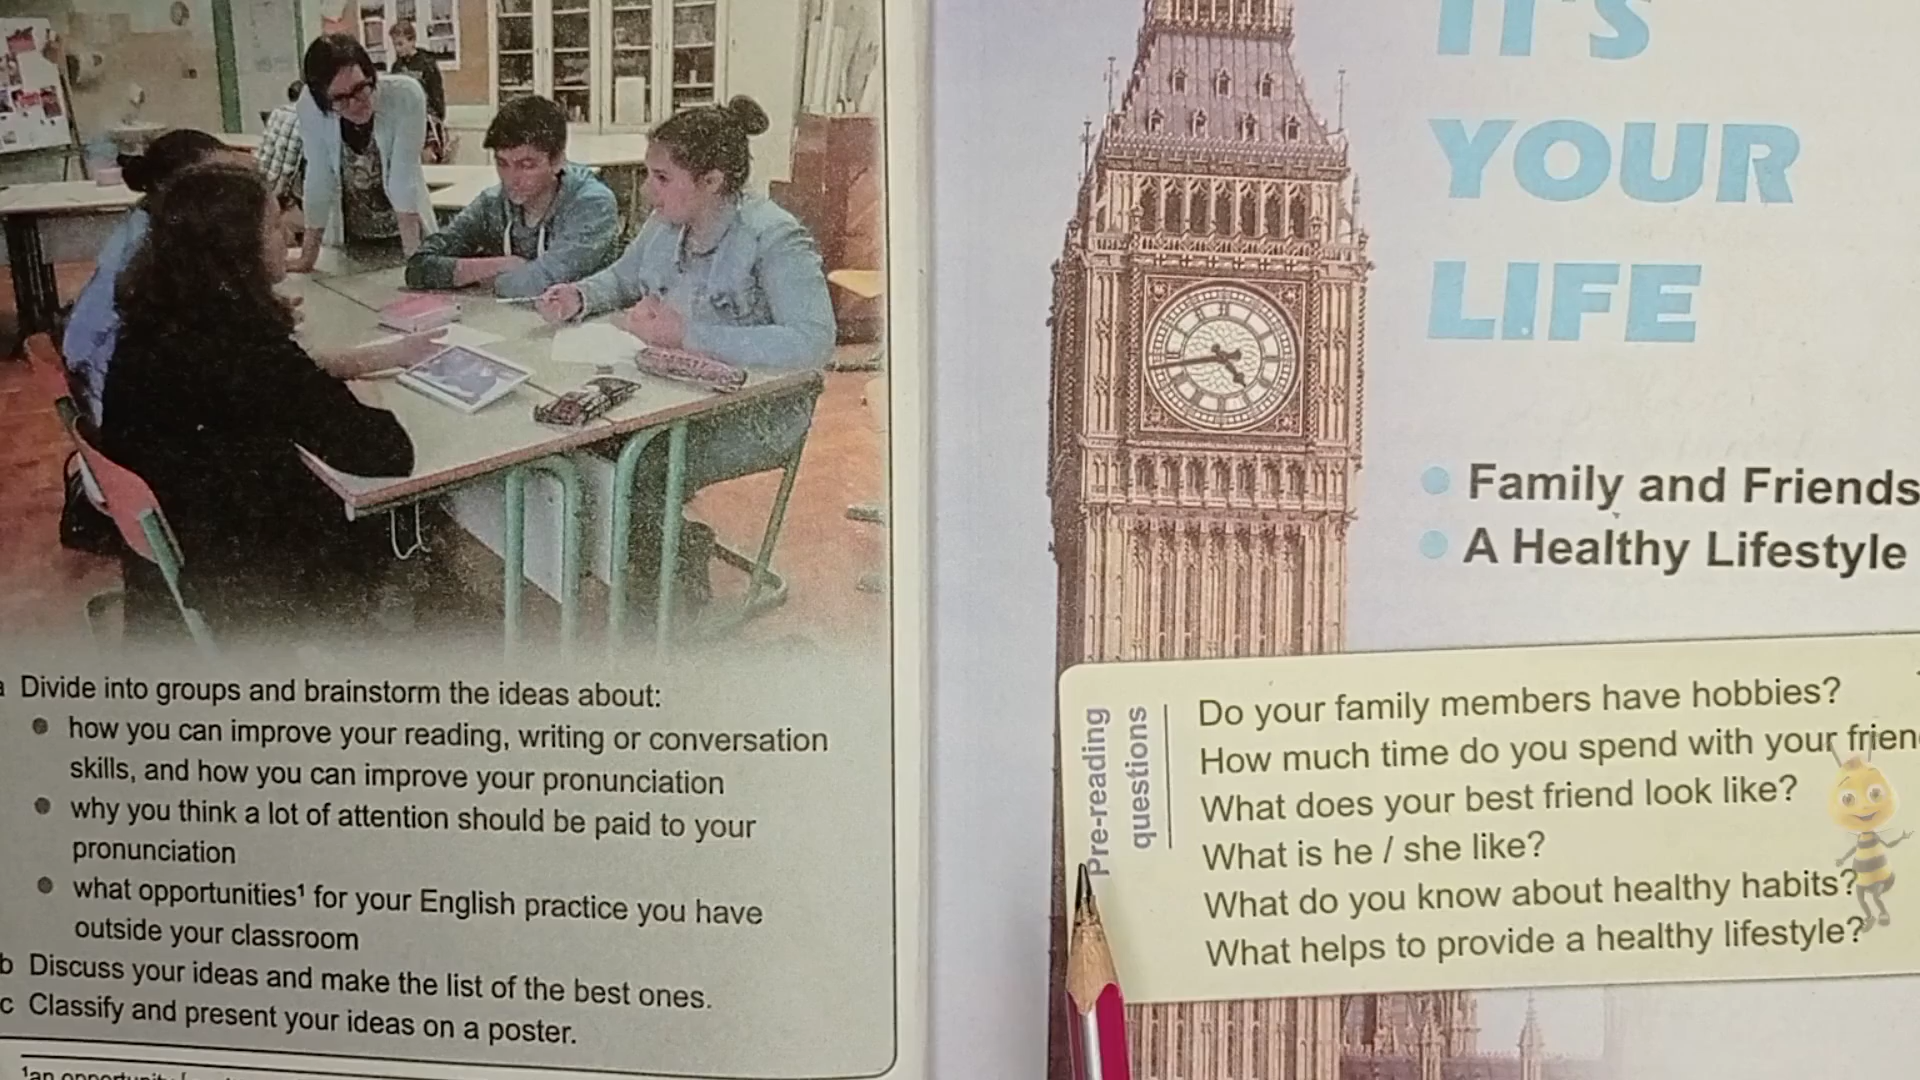 a Divide into groups and brainstorm the ideas about:
how you can improve your reading, writing or conversation
skills, and how you can improve your pronunciation
why you think a lot of attention should be paid to your
pronunciation
what opportunities¹ for your English practice you have
outside your classroom
b Discuss your ideas and make the list of the best ones.
c Classify and present your ideas on a poster.
¹an opportunity
IT'S
YOUR
LIFE
Family and Friends
A Healthy Lifestyle
Pre-reading
questions
Do your family members have hobbies?
How much time do you spend with your frien
What does your best friend look like?
What is he / she like?
What do you know about healthy habits?
What helps to provide a healthy lifestyle?